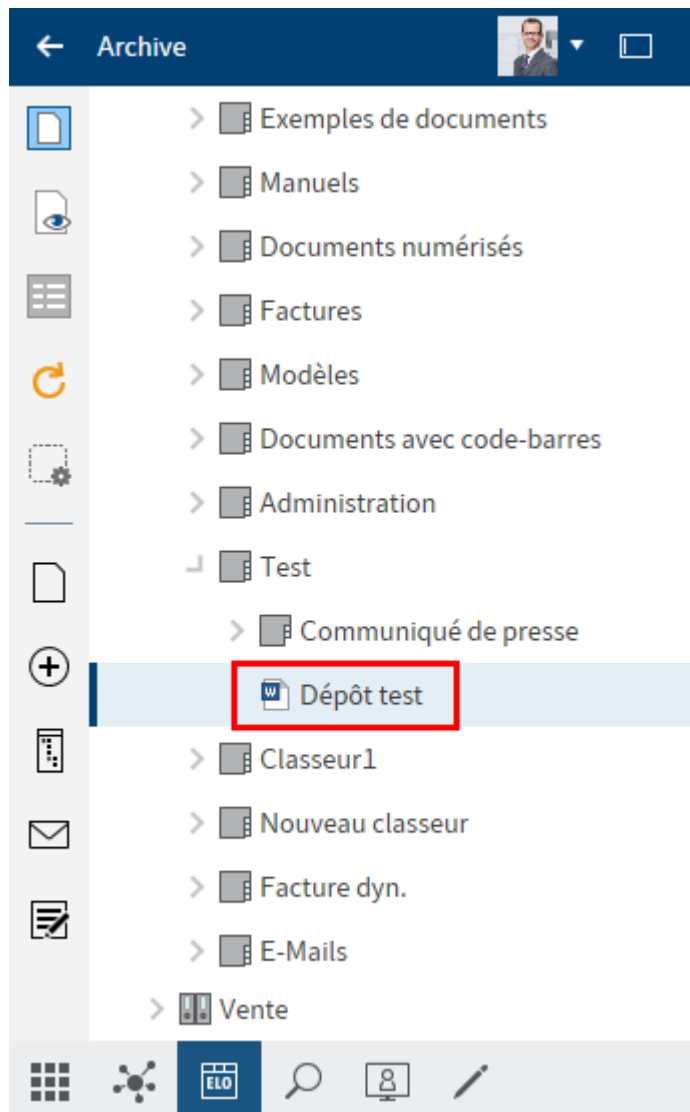 Archive
Exemples de documents
Manuels
Documents numérisés
Factures
Modèles
Documents avec code-barres
Administration
Test
Communiqué de presse
W Dépôt test
Classeur1
Nouveau classeur
Facture dyn.
E-Mails
Vente
ELO